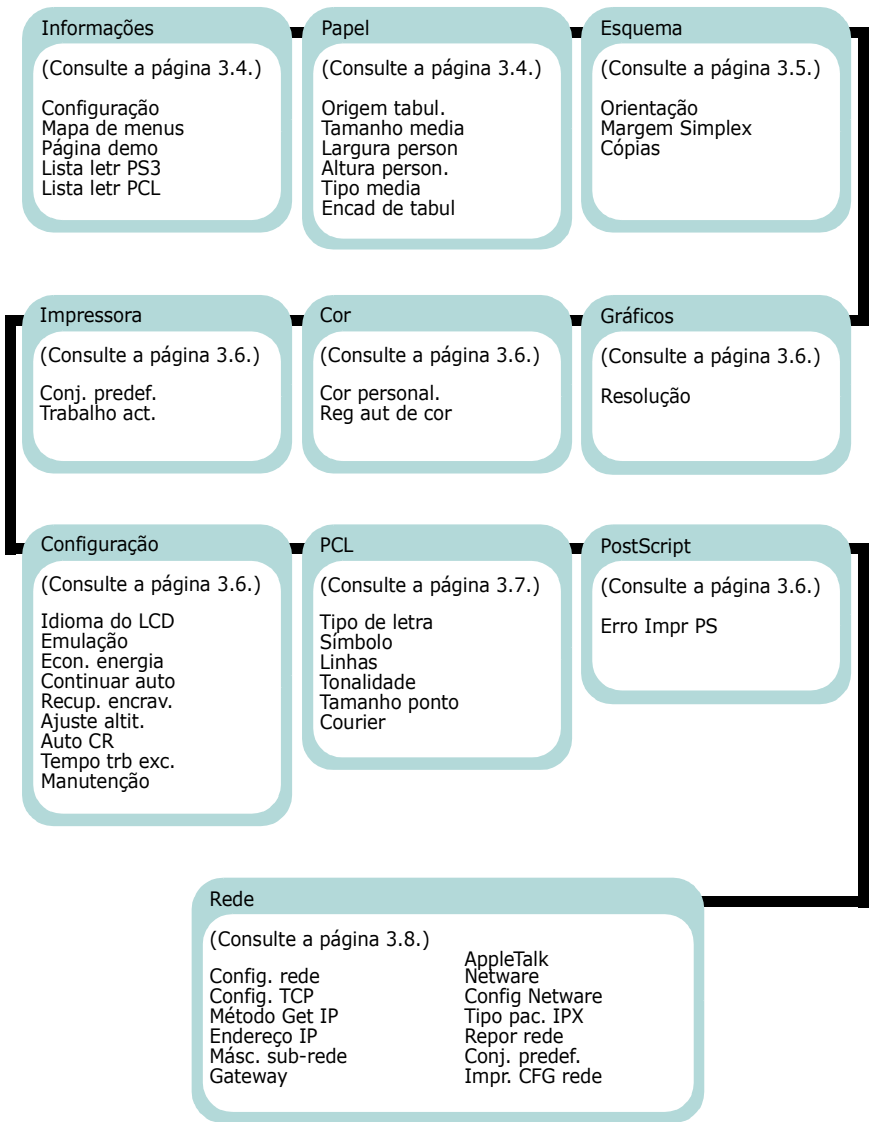 Informações
(Consulte a página 3.4.)
Configuração
Mapa de menus
Página demo
Lista letr PS3
Lista letr PCL
Papel
(Consulte a página 3.4.)
Origem tabul.
Tamanho media
Largura person
Altura person.
Tipo media
Encad de tabul
Esquema
(Consulte a página 3.5.)
Orientação
Margem Simplex
Cópias
Impressora
(Consulte a página 3.6.)
Conj. predef.
Trabalho act.
Cor
(Consulte a página 3.6.)
Cor personal.
Reg aut de cor
Gráficos
(Consulte a página 3.6.)
Resolução
Configuração
(Consulte a página 3.6.)
Idioma do LCD
Emulação
Econ. energia
Continuar auto
Recup. encrav.
Ajuste altit.
Auto CR
Tempo trb exc.
Manutenção
PCL
(Consulte a página 3.7.)
Tipo de letra
Símbolo
Linhas
Tonalidade
Tamanho ponto
Courier
PostScript
(Consulte a página 3.6.)
Erro Impr PS
Rede
(Consulte a página 3.8.)
Config. rede
Config. TCP
Método Get IP
Endereço IP
Másc. sub-rede
Gateway
AppleTalk
Netware
Config Netware
Tipo pac. IPX
Repor rede
Conj. predef.
Impr. CFG rede